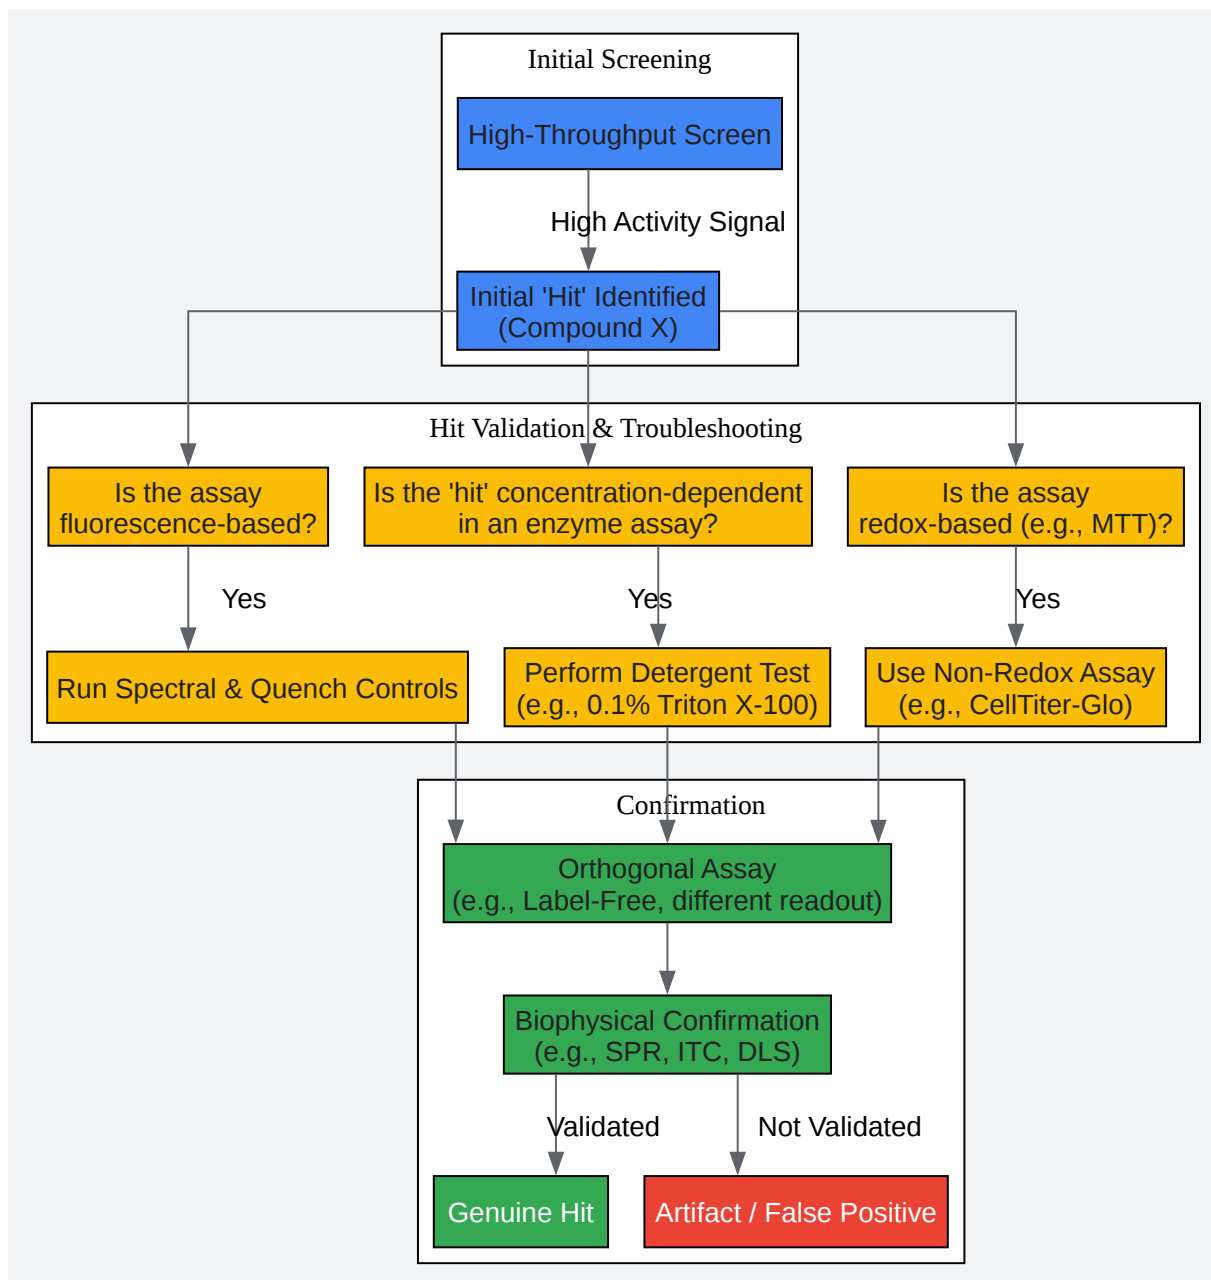 Initial Screening
High-Throughput Screen
High Activity Signal
Initial 'Hit' Identified
(Compound X)
Hit Validation & Troubleshooting
Is the assay
fluorescence-based?
Is the 'hit' concentration-dependent
in an enzyme assay?
Is the assay
redox-based (e.g., MTT)?
Yes
Yes
Yes
Run Spectral & Quench Controls
Perform Detergent Test
(e.g., 0.1% Triton X-100)
Use Non-Redox Assay
(e.g., CellTiter-Glo)
Confirmation
Orthogonal Assay
(e.g., Label-Free, different readout)
Biophysical Confirmation
(e.g., SPR, ITC, DLS)
Validated
Not Validated
Genuine Hit
Artifact / False Positive